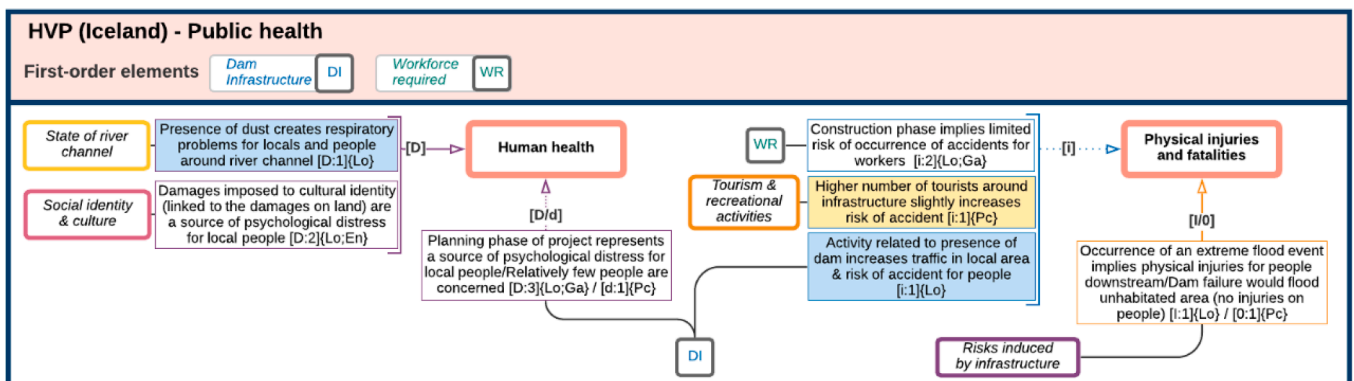 HVP (Iceland) - Public health
First-order elements
Dam
Infrastructure
DI
Workforce
required
WR
State of river
channel
Presence of dust creates respiratory
problems for locals and people
around river channel [D:1]{Lo}
[D]
Human health
Social identity
& culture
Damages imposed to cultural identity
(linked to the damages on land) are
a source of psychological distress
for local people [D:2]{Lo;En}
[D/d]
Planning phase of project represents
a source of psychological distress for
local people/Relatively few people are
concerned [D:3]{Lo;Ga} / [d:1]{Pc}
DI
WR
Construction phase implies limited
risk of occurrence of accidents for
workers [i:2]{Lo;Ga}
[i]
Physical injuries
and fatalities
Tourism &
recreational
activities
Higher number of tourists around
infrastructure slightly increases
risk of accident [i:1]{Pc}
Activity related to presence of
dam increases traffic in local area
& risk of accident for people
[i:1]{Lo}
[I/0]
Occurrence of an extreme flood event
implies physical injuries for people
downstream/Dam failure would flood
unhabitated area (no injuries on
people) [I:1]{Lo} / [0:1]{Pc}
Risks induced
by infrastructure